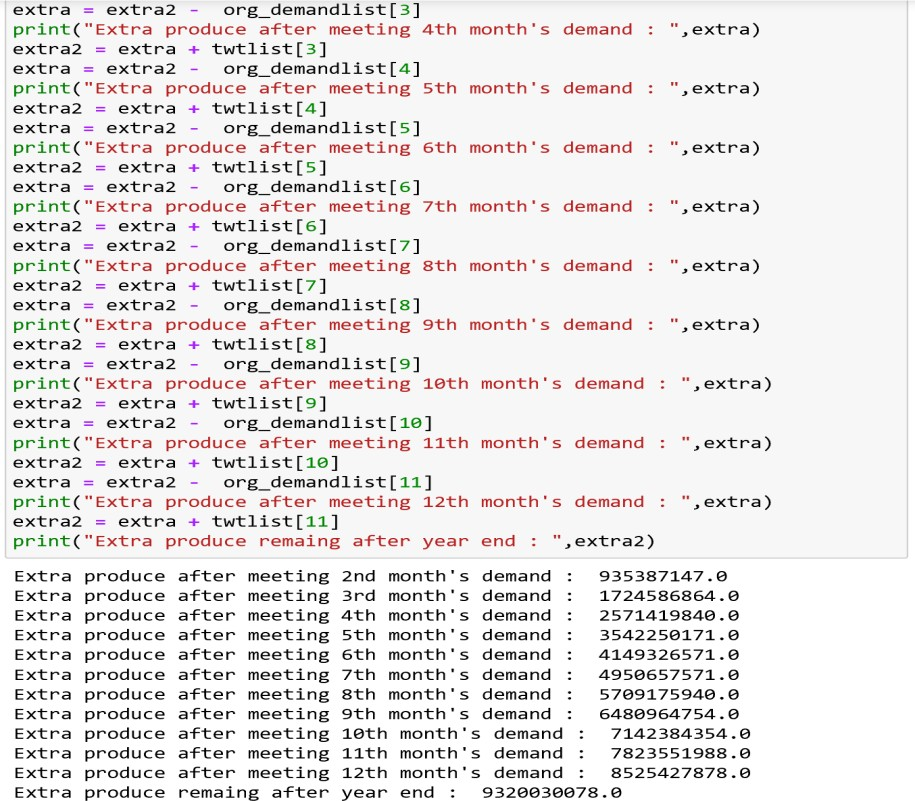 extra = extra2 -  org_demandlist[3]
print("Extra produce after meeting 4th month's demand : ",extra)
extra2 = extra + twtlist[3]
extra = extra2 -  org_demandlist[4]
print("Extra produce after meeting 5th month's demand : ",extra)
extra2 = extra + twtlist[4]
extra = extra2 -  org_demandlist[5]
print("Extra produce after meeting 6th month's demand : ",extra)
extra2 = extra + twtlist[5]
extra = extra2 -  org_demandlist[6]
print("Extra produce after meeting 7th month's demand : ",extra)
extra2 = extra + twtlist[6]
extra = extra2 -  org_demandlist[7]
print("Extra produce after meeting 8th month's demand : ",extra)
extra2 = extra + twtlist[7]
extra = extra2 -  org_demandlist[8]
print("Extra produce after meeting 9th month's demand : ",extra)
extra2 = extra + twtlist[8]
extra = extra2 -  org_demandlist[9]
print("Extra produce after meeting 10th month's demand : ",extra)
extra2 = extra + twtlist[9]
extra = extra2 -  org_demandlist[10]
print("Extra produce after meeting 11th month's demand : ",extra)
extra2 = extra + twtlist[10]
extra = extra2 -  org_demandlist[11]
print("Extra produce after meeting 12th month's demand : ",extra)
extra2 = extra + twtlist[11]
print("Extra produce remaing after year end : ",extra2)
Extra produce after meeting 2nd month's demand :  935387147.0
Extra produce after meeting 3rd month's demand :  1724586864.0
Extra produce after meeting 4th month's demand :  2571419840.0
Extra produce after meeting 5th month's demand :  3542250171.0
Extra produce after meeting 6th month's demand :  4149326571.0
Extra produce after meeting 7th month's demand :  4950657571.0
Extra produce after meeting 8th month's demand :  5709175940.0
Extra produce after meeting 9th month's demand :  6480964754.0
Extra produce after meeting 10th month's demand :  7142384354.0
Extra produce after meeting 11th month's demand :  7823551988.0
Extra produce after meeting 12th month's demand :  8525427878.0
Extra produce remaing after year end :  9320030078.0